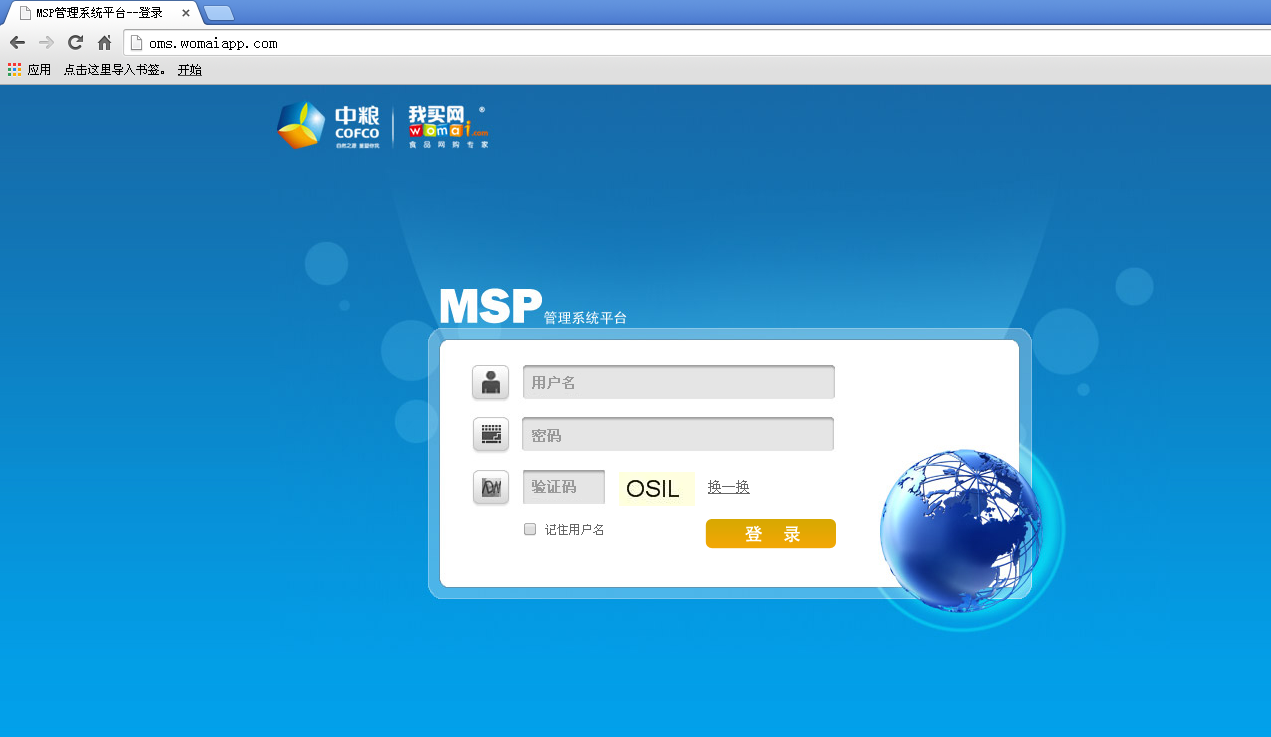 MSP管理系统平台--登录
oms.womaiapp.com
应用 点击这里导入书签。 开始
中粮 我买网®
COFCO womai.com
自然之源 重塑你我 食品网购专家
MSP管理系统平台
用户名
密码
验证码 OSIL 换一换
记住用户名 登 录